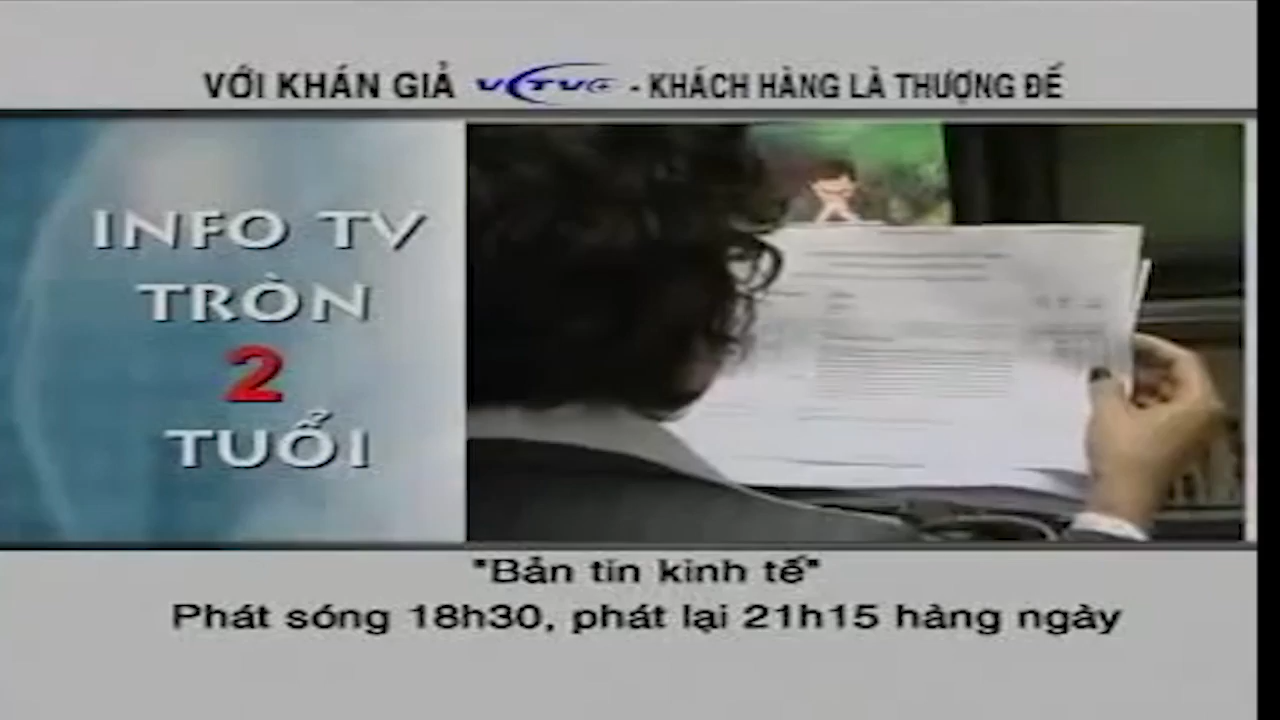 VỚI KHÁN GIẢ VCTV6 - KHÁCH HÀNG LÀ THƯỢNG ĐẾ
INFO TV
TRÒN
2
TUỔI
"Bản tin kinh tế"
Phát sóng 18h30, phát lại 21h15 hàng ngày